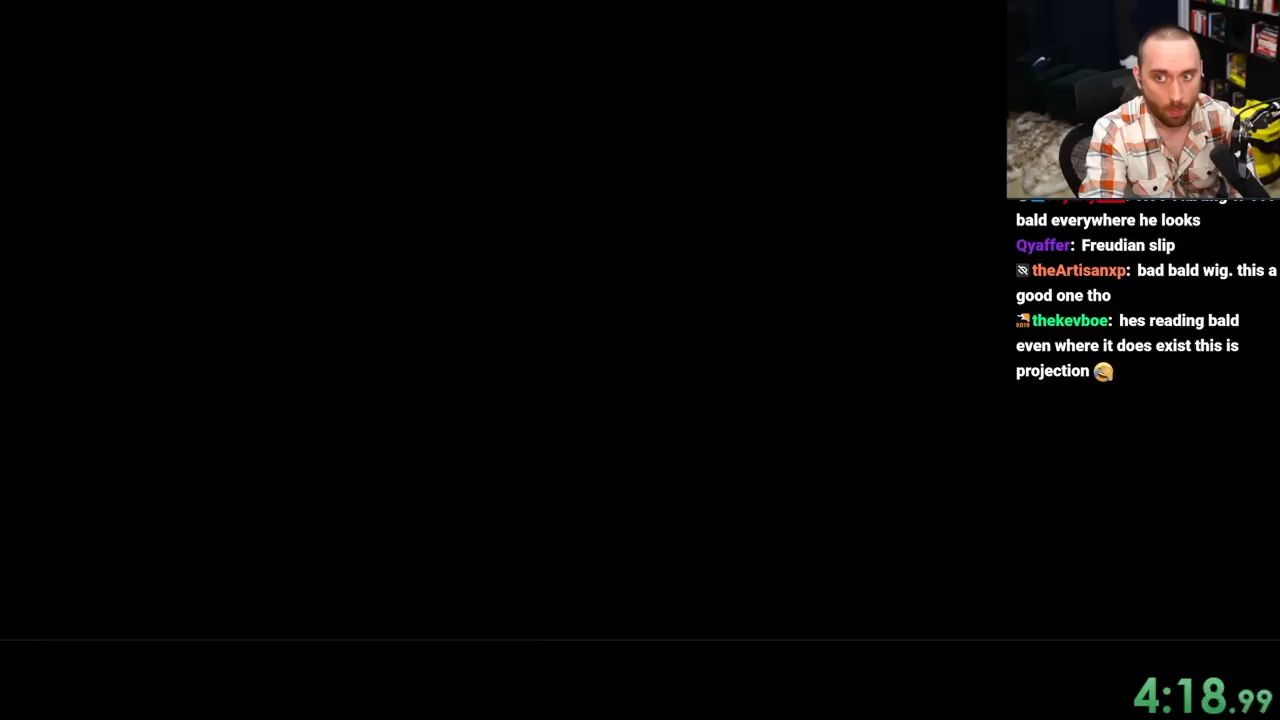 bald everywhere he looks
Qyaffer: Freudian slip
theArtisanxp: bad bald wig. this a
good one tho
thekevboe: hes reading bald
even where it does exist this is
projection
4:18.99